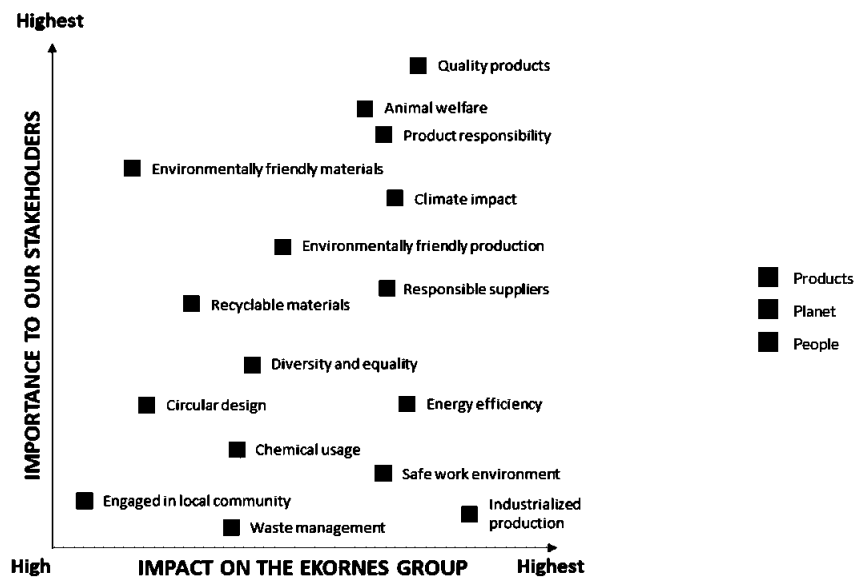 Highest
IMPORTANCE TO OUR STAKEHOLDERS
Quality products
Animal welfare
Product responsibility
Environmentally friendly materials
Climate impact
Environmentally friendly production
Responsible suppliers
Recyclable materials
Diversity and equality
Circular design
Energy efficiency
Chemical usage
Safe work environment
Engaged in local community
Industrialized
production
Waste management
High
IMPACT ON THE EKORNES GROUP
Highest
Products
Planet
People